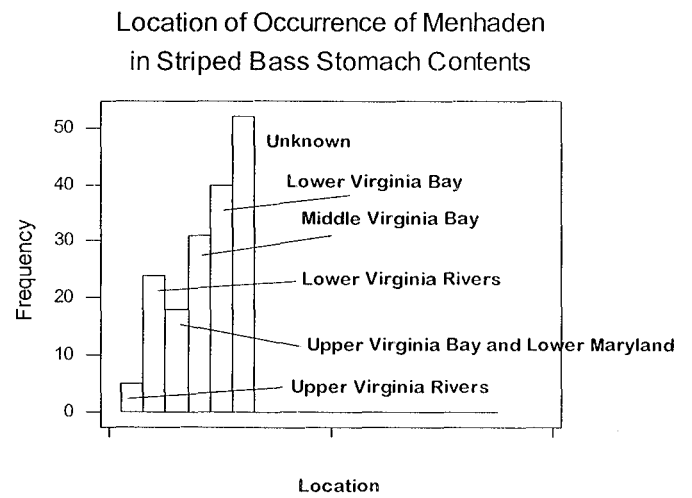 Location of Occurrence of Menhaden
in Striped Bass Stomach Contents
50
40
30
20
10
0
Frequency
Unknown
Lower Virginia Bay
Middle Virginia Bay
Lower Virginia Rivers
Upper Virginia Bay and Lower Maryland
Upper Virginia Rivers
Location